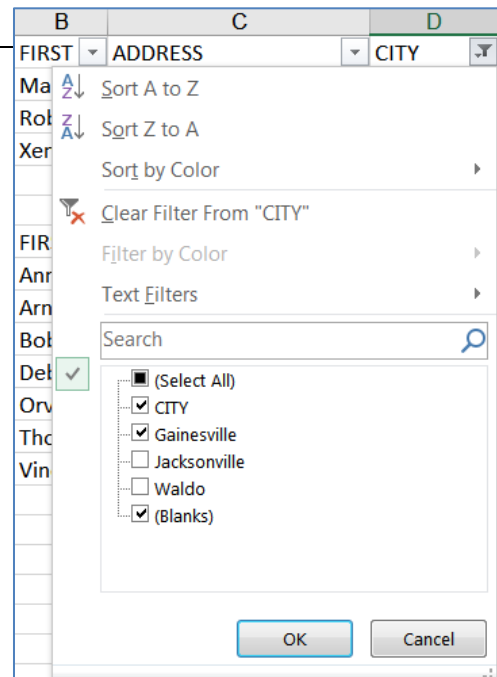 B C D
FIRST ADDRESS CITY
Ma Sort A to Z
Rob Sort Z to A
Xer Sort by Color
Clear Filter From "CITY"
FIR Filter by Color
Ann
Text Filters
Arn
Bob Search
Deb
(Select All)
Orv CITY
Tho Gainesville
Vin Jacksonville
Waldo
(Blanks)
OK Cancel